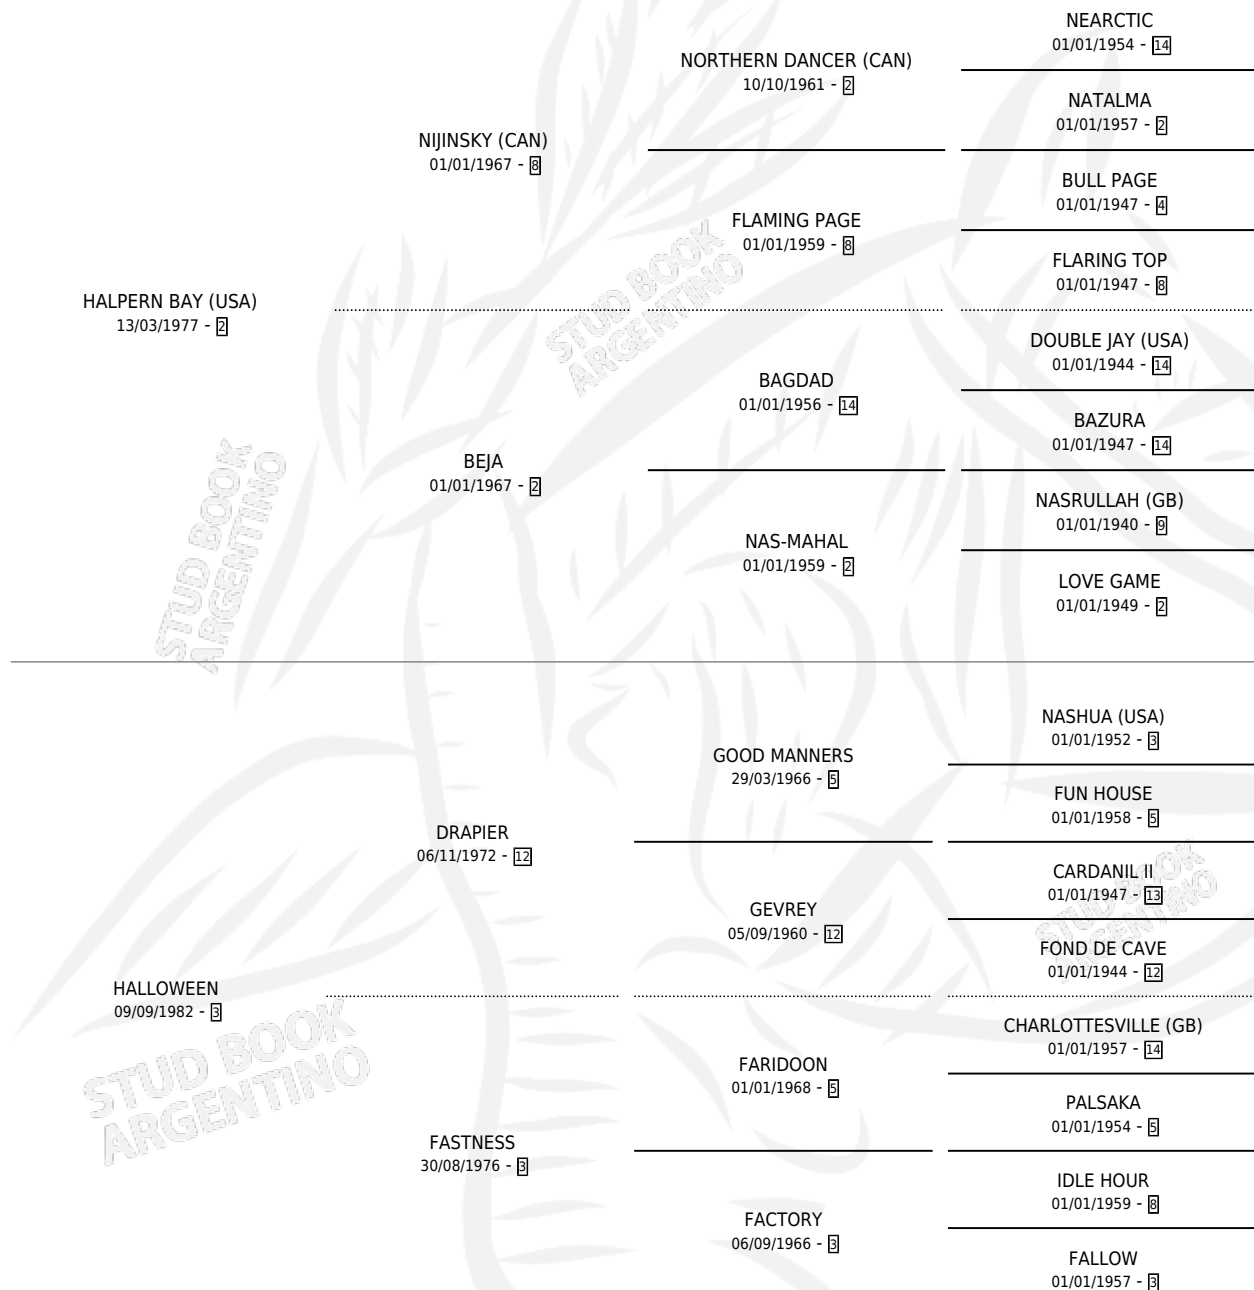 HALPERN BAY (USA)
13/03/1977 - 2
NIJINSKY (CAN)
01/01/1967 - 8
BEJA
01/01/1967 - 2
NORTHERN DANCER (CAN)
10/10/1961 - 2
FLAMING PAGE
01/01/1959 - 8
BAGDAD
01/01/1956 - 14
NAS-MAHAL
01/01/1959 - 2
NEARCTIC
01/01/1954 - 14
NATALMA
01/01/1957 - 2
BULL PAGE
01/01/1947 - 4
FLARING TOP
01/01/1947 - 8
DOUBLE JAY (USA)
01/01/1944 - 14
BAZURA
01/01/1947 - 14
NASRULLAH (GB)
01/01/1940 - 9
LOVE GAME
01/01/1949 - 2
STUD BOOK
ARGENTINO
STUD BOOK
ARGENTINO
HALLOWEEN
09/09/1982 - 3
DRAPIER
06/11/1972 - 12
FASTNESS
30/08/1976 - 3
GOOD MANNERS
29/03/1966 - 5
GEVREY
05/09/1960 - 12
FARIDOON
01/01/1968 - 5
FACTORY
06/09/1966 - 3
NASHUA (USA)
01/01/1952 - 3
FUN HOUSE
01/01/1958 - 5
CARDANIL II
01/01/1947 - 13
FOND DE CAVE
01/01/1944 - 12
CHARLOTTESVILLE (GB)
01/01/1957 - 14
PALSAKA
01/01/1954 - 5
IDLE HOUR
01/01/1959 - 8
FALLOW
01/01/1957 - 3
STUD BOOK
ARGENTINO
STUD BOOK
ARGENTINO